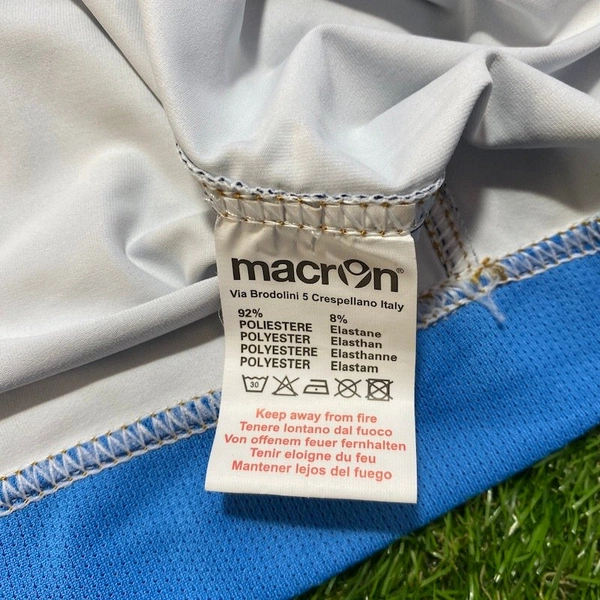 macron®
Via Brodolini 5 Crespellano Italy
92% 8%
POLIESTERE Elastane
POLYESTER Elasthan
POLYESTERE Elasthanne
POLYESTER Elastam
30
Keep away from fire
Tenere lontano dal fuoco
Von offenem feuer fernhalten
Tenir eloigne du feu
Mantener lejos del fuego